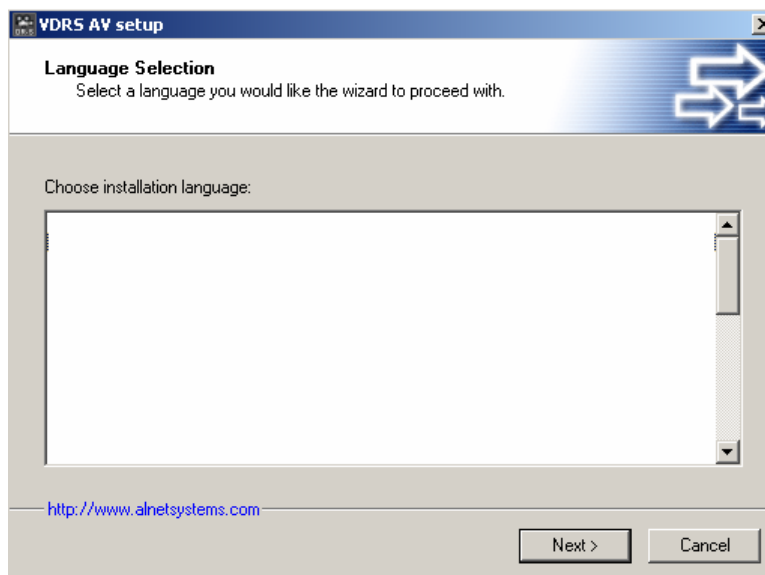 VDRS AV setup
Language Selection
Select a language you would like the wizard to proceed with.
Choose installation language:
http://www.alnetsystems.com
Next >
Cancel